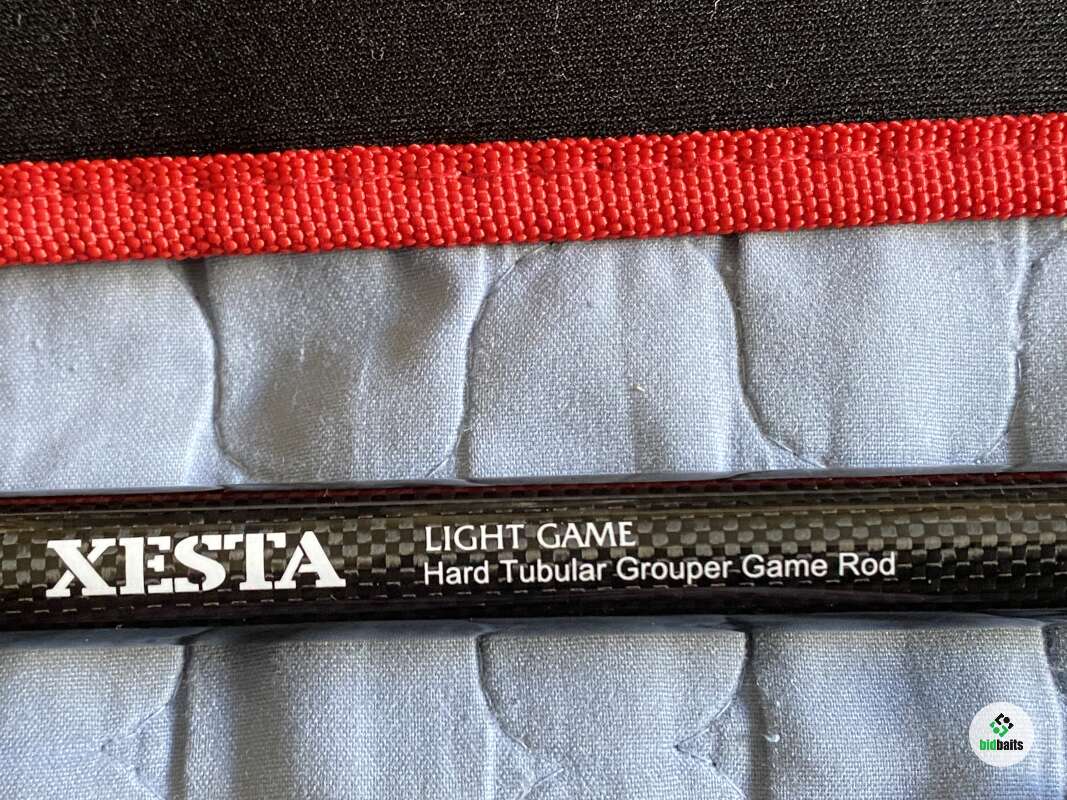 XESTA
LIGHT GAME
Hard Tubular Grouper Game Rod
bidbaits